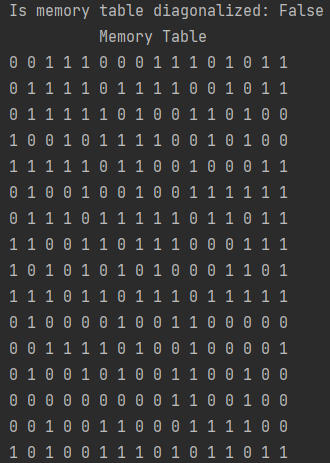 Is memory table diagonalized: False
Memory Table
0 0 1 1 1 0 0 0 1 1 1 0 1 0 1 1
0 1 1 1 1 0 1 1 1 1 0 0 1 0 1 1
0 1 1 1 1 1 0 1 0 0 1 1 0 1 0 0
1 0 0 1 0 1 1 1 1 0 0 1 0 1 0 0
1 1 1 1 1 0 1 1 0 0 1 0 0 0 1 1
0 1 0 0 1 0 0 1 0 0 1 1 1 1 1 1
0 1 1 1 0 1 1 1 1 1 0 1 1 0 1 1
1 1 0 0 1 1 0 1 1 1 0 0 0 1 1 1
1 0 1 0 1 0 1 0 1 0 0 0 1 1 0 1
1 1 1 0 1 1 0 1 1 1 0 1 1 1 1 1
0 1 0 0 0 0 1 0 0 1 1 0 0 0 0 0
0 0 1 1 1 1 0 1 0 0 1 0 0 0 0 1
0 1 0 0 1 0 1 0 0 1 1 0 0 1 0 0
0 0 0 0 0 0 0 0 0 1 1 0 0 1 0 0
0 0 1 0 0 1 1 0 0 0 1 1 1 1 0 0
1 0 1 0 0 1 1 1 0 1 0 1 1 0 1 1